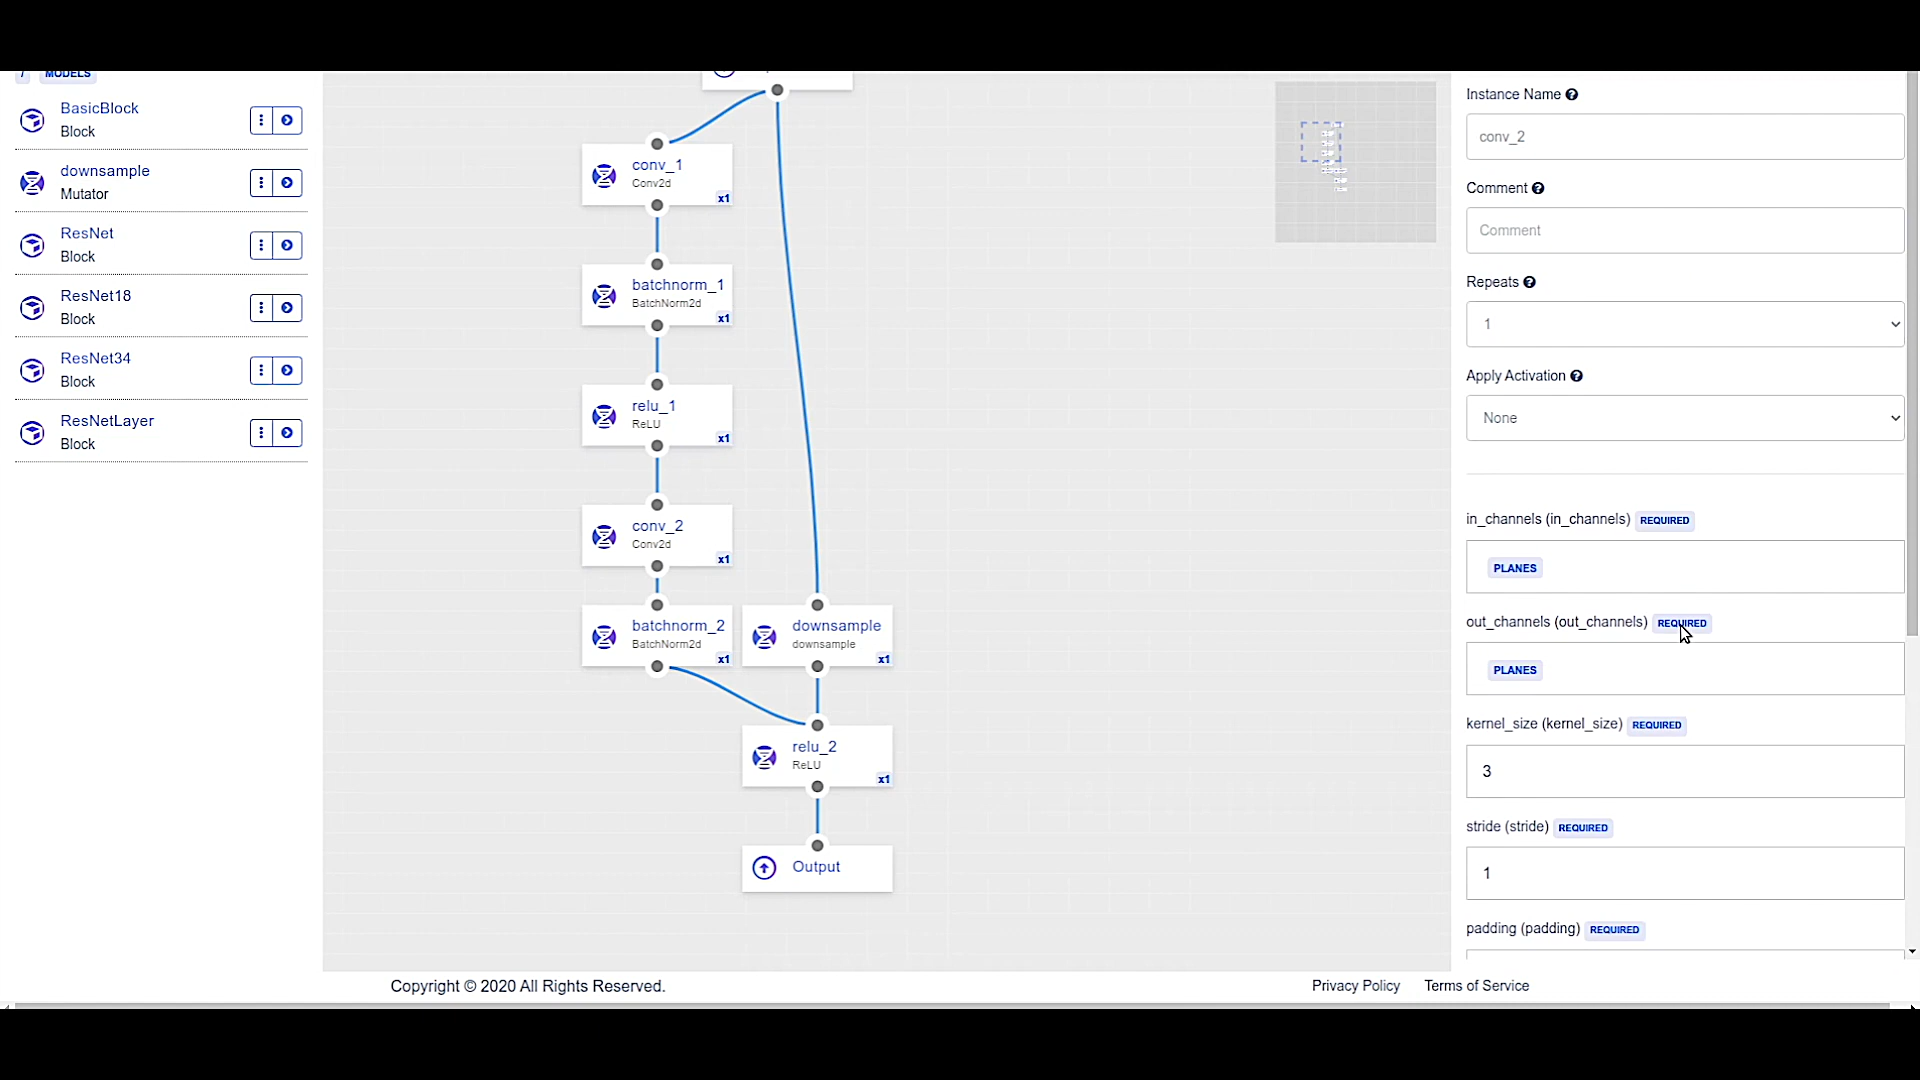 7 MODELS
BasicBlock
Block
downsample
Mutator
ResNet
Block
ResNet18
Block
ResNet34
Block
ResNetLayer
Block
conv_1
Conv2d
x1
batchnorm_1
BatchNorm2d
x1
relu_1
ReLU
x1
conv_2
Conv2d
x1
batchnorm_2
BatchNorm2d
x1
downsample
downsample
x1
relu_2
ReLU
x1
Output
Instance Name
conv_2
Comment
Comment
Repeats
1
Apply Activation
None
in_channels (in_channels) REQUIRED
PLANES
out_channels (out_channels) REQUIRED
PLANES
kernel_size (kernel_size) REQUIRED
3
stride (stride) REQUIRED
1
padding (padding) REQUIRED
Copyright © 2020 All Rights Reserved.
Privacy Policy Terms of Service